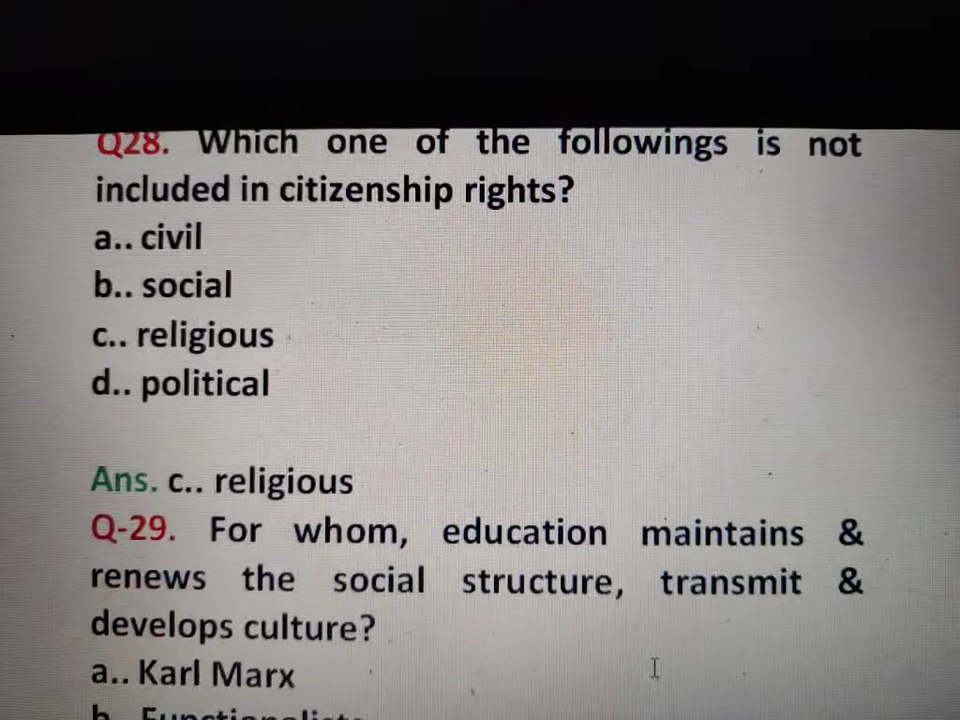 Q28. Which one of the followings is not
included in citizenship rights?
a.. civil
b.. social
c.. religious
d.. political
Ans. c.. religious
Q-29. For whom, education maintains &
renews the social structure, transmit &
develops culture?
a.. Karl Marx
b.. Functionalists